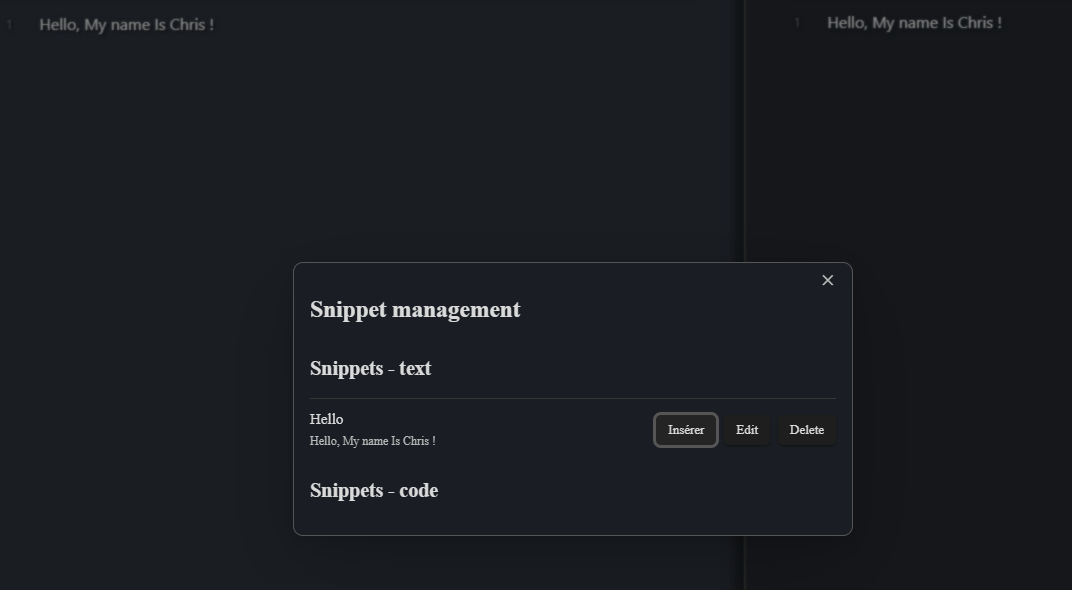 1 Hello, My name Is Chris !
1 Hello, My name Is Chris !
Snippet management
Snippets - text
Hello
Hello, My name Is Chris !
Insérer Edit Delete
Snippets - code